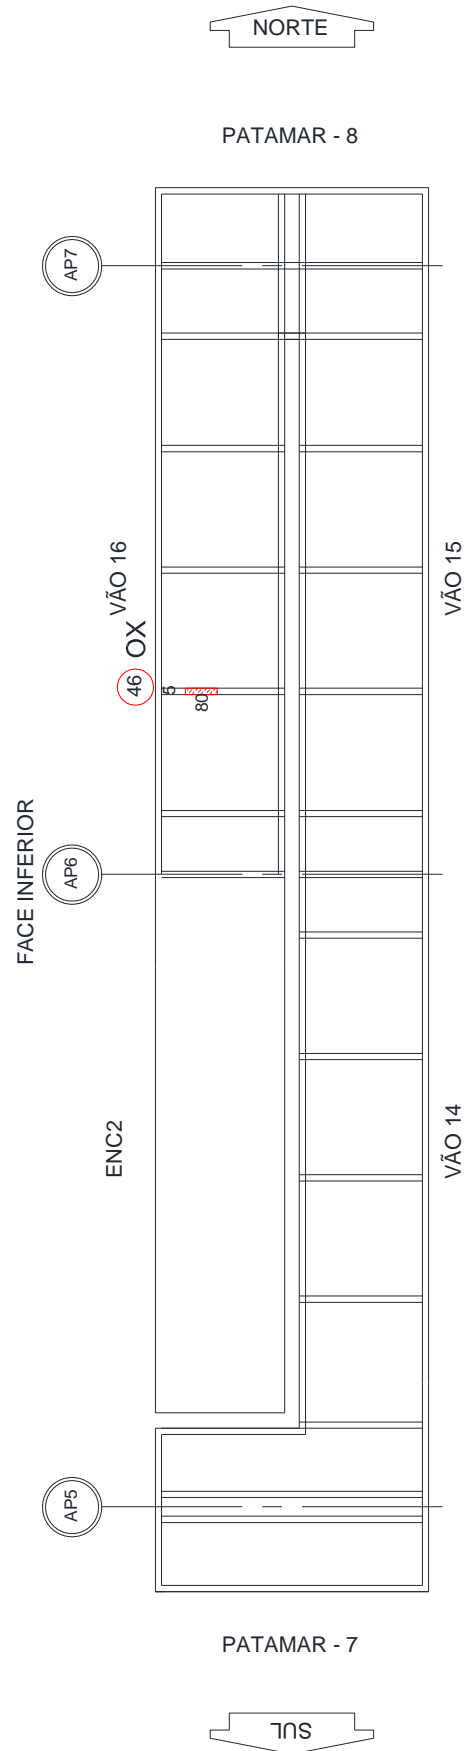 NORTE
PATAMAR - 8
AP7
VÃO 16
VÃO 15
46 OX
5
80
FACE INFERIOR
AP6
ENC2
VÃO 14
AP5
PATAMAR - 7
SUL